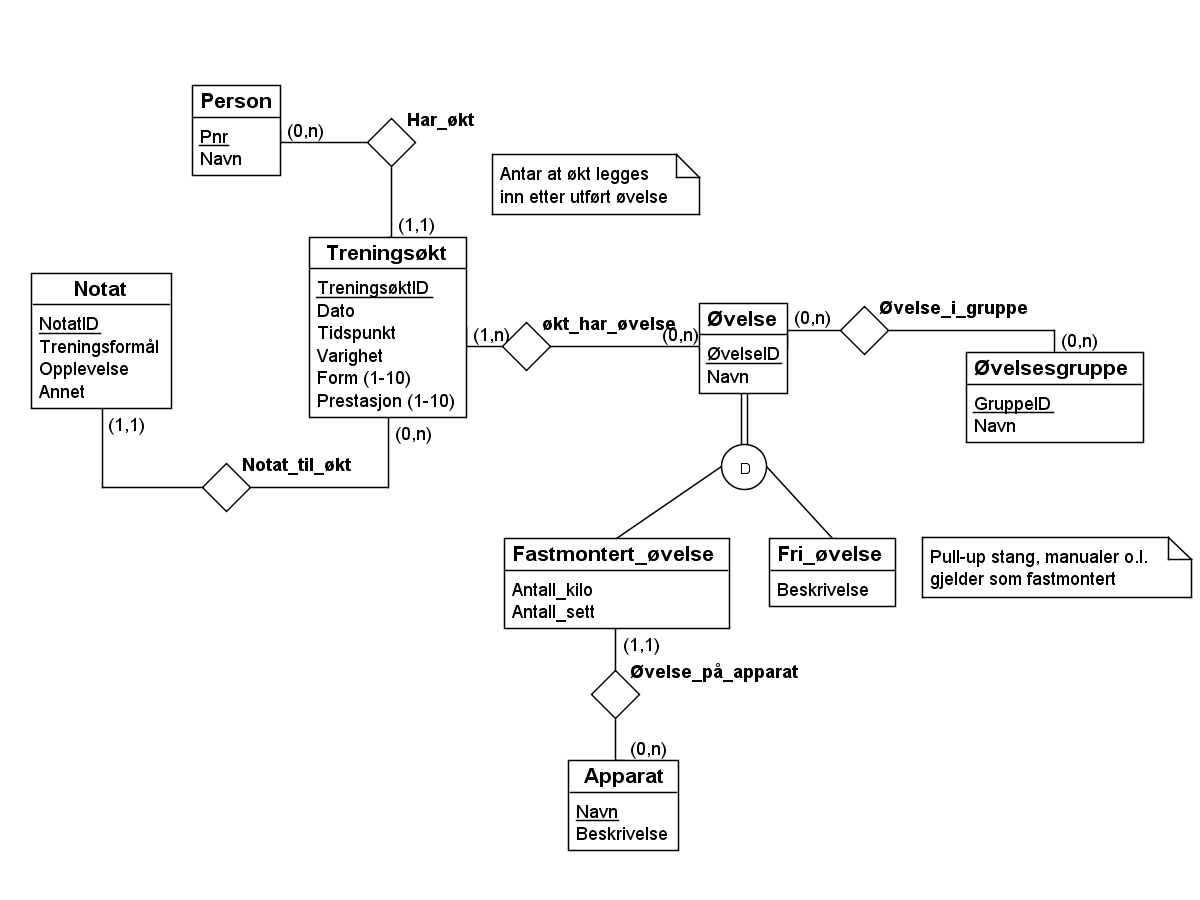 Person
Pnr
Navn
(0,n)
Har_økt
(1,1)
Antar at økt legges
inn etter utført øvelse
Treningsøkt
TreningsøktID
Dato
Tidspunkt
Varighet
Form (1-10)
Prestasjon (1-10)
Notat
NotatID
Treningsformål
Opplevelse
Annet
(1,1)
Notat_til_økt
(0,n)
(1,n)
økt_har_øvelse
(0,n)
Øvelse
ØvelseID
Navn
(0,n)
Øvelse_i_gruppe
(0,n)
Øvelsesgruppe
GruppeID
Navn
D
Fastmontert_øvelse
Antall_kilo
Antall_sett
Fri_øvelse
Beskrivelse
Pull-up stang, manualer o.l.
gjelder som fastmontert
(1,1)
Øvelse_på_apparat
(0,n)
Apparat
Navn
Beskrivelse